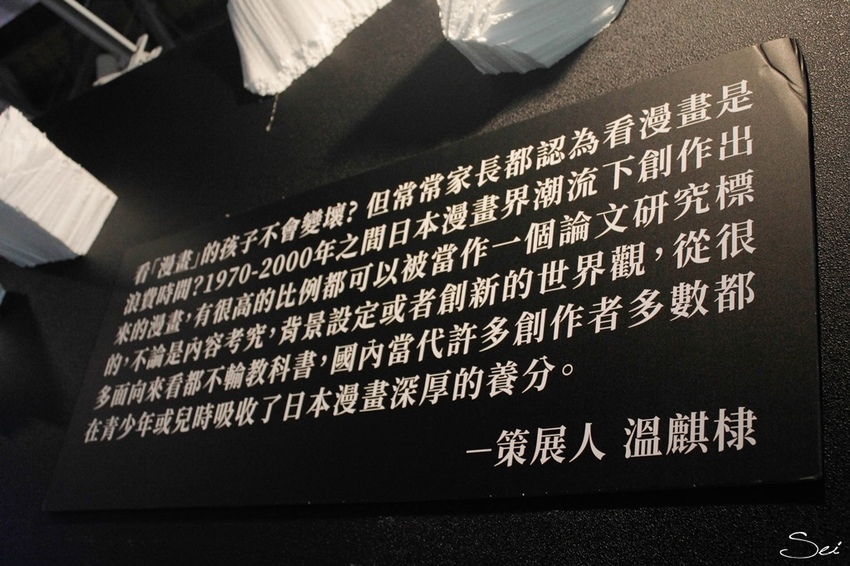 看「漫畫」的孩子不會變壞？但常常家長都認為看漫畫是
浪費時間？1970-2000年之間日本漫畫界潮流下創作出
來的漫畫，有很高的比例都可以被當作一個論文研究標
的，不論是內容考究，背景設定或者創新的世界觀，從很
多面向來看都不輸教科書，國內當代許多創作者多數都
在青少年或兒時吸收了日本漫畫深厚的養分。
—策展人 溫麒棣
Sei